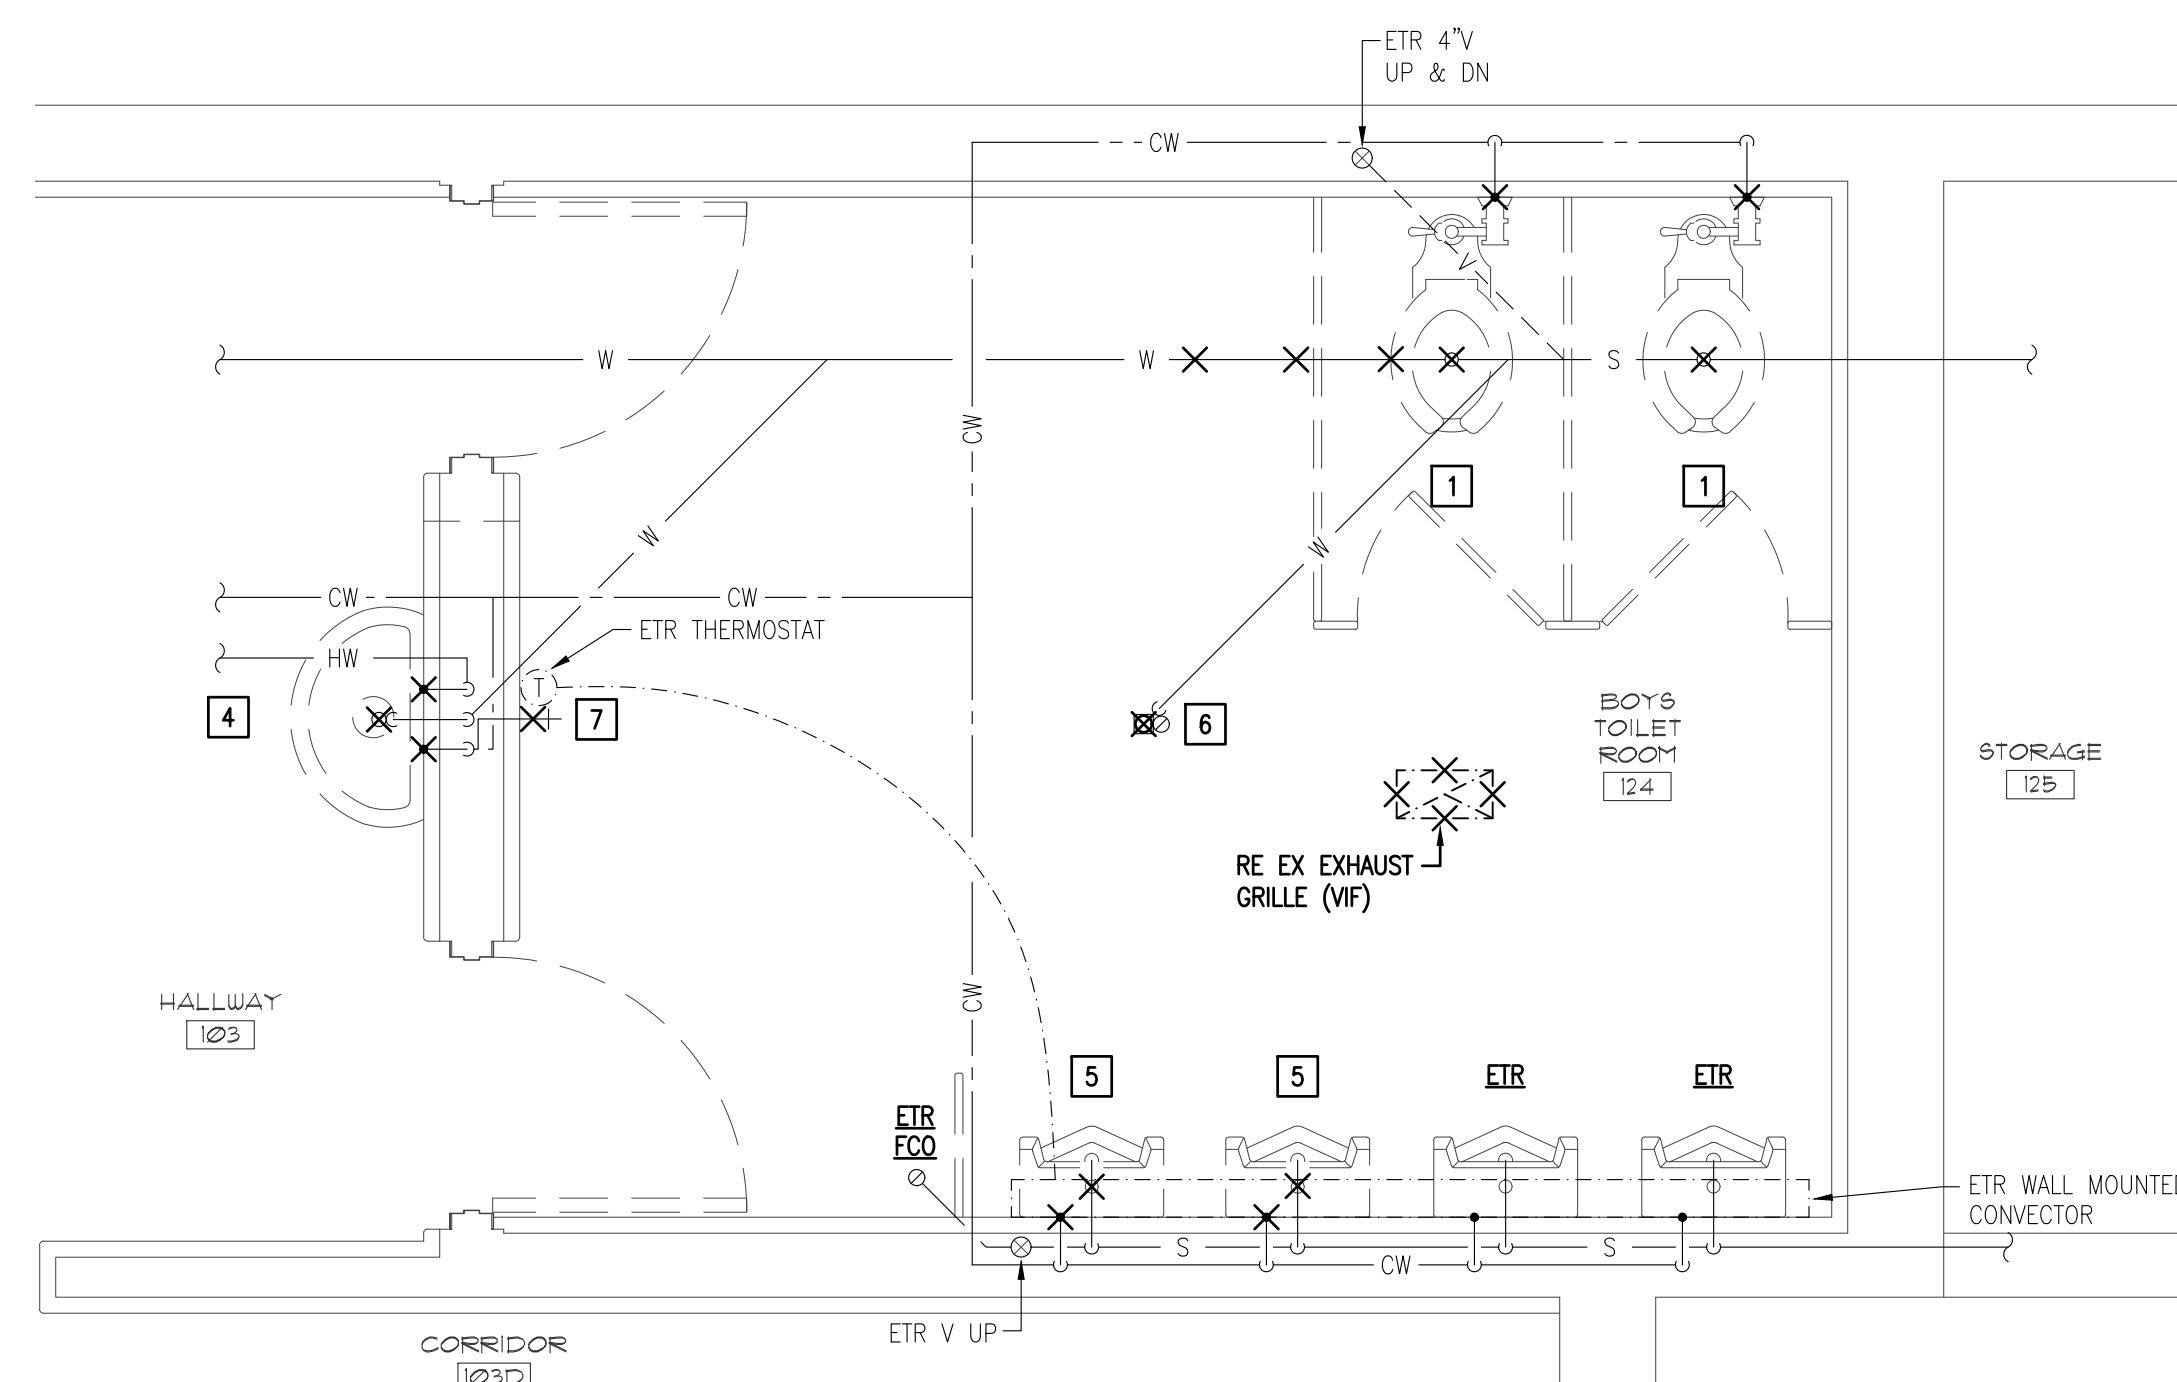 ETR 4"V
UP & DN
CW
V
W
W
S
CW
1
1
W
W
CW
CW
ETR THERMOSTAT
HW
T
4
7
6
BOYS
TOILET
ROOM
124
STORAGE
125
RE EX EXHAUST
GRILLE (VIF)
CW
HALLWAY
103
5
5
ETR
ETR
ETR
FCO
ETR WALL MOUNTED
CONVECTOR
S
S
CW
ETR V UP
CORRIDOR
103D